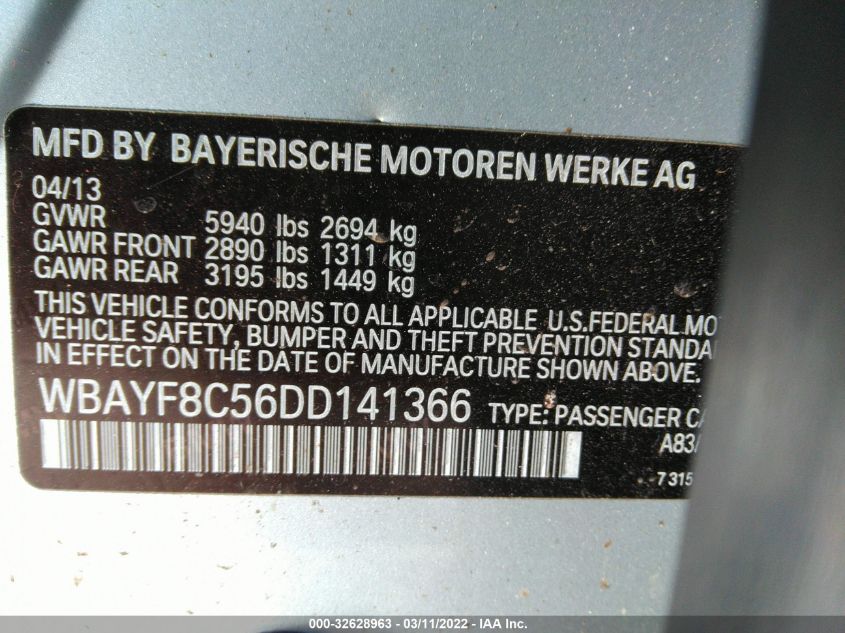 MFD BY BAYERISCHE MOTOREN WERKE AG
04/13
GVWR 5940 lbs 2694 kg
GAWR FRONT 2890 lbs 1311 kg
GAWR REAR 3195 lbs 1449 kg
THIS VEHICLE CONFORMS TO ALL APPLICABLE U.S.FEDERAL MO
VEHICLE SAFETY, BUMPER AND THEFT PREVENTION STANDA
IN EFFECT ON THE DATE OF MANUFACTURE SHOWN ABOVE.
WBAYF8C56DD141366 TYPE: PASSENGER CA
A83/
7315
000-32628963 - 03/11/2022 - IAA Inc.